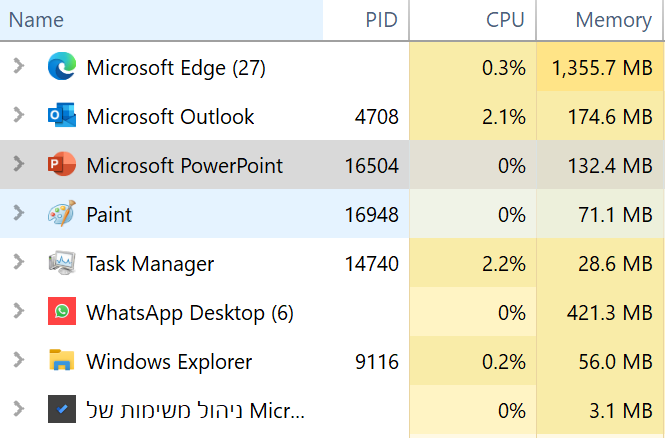 Name PID CPU Memory
Microsoft Edge (27) 0.3% 1,355.7 MB
Microsoft Outlook 4708 2.1% 174.6 MB
Microsoft PowerPoint 16504 0% 132.4 MB
Paint 16948 0% 71.1 MB
Task Manager 14740 2.2% 28.6 MB
WhatsApp Desktop (6) 0% 421.3 MB
Windows Explorer 9116 0.2% 56.0 MB
ניהול משימות של Micr... 0% 3.1 MB